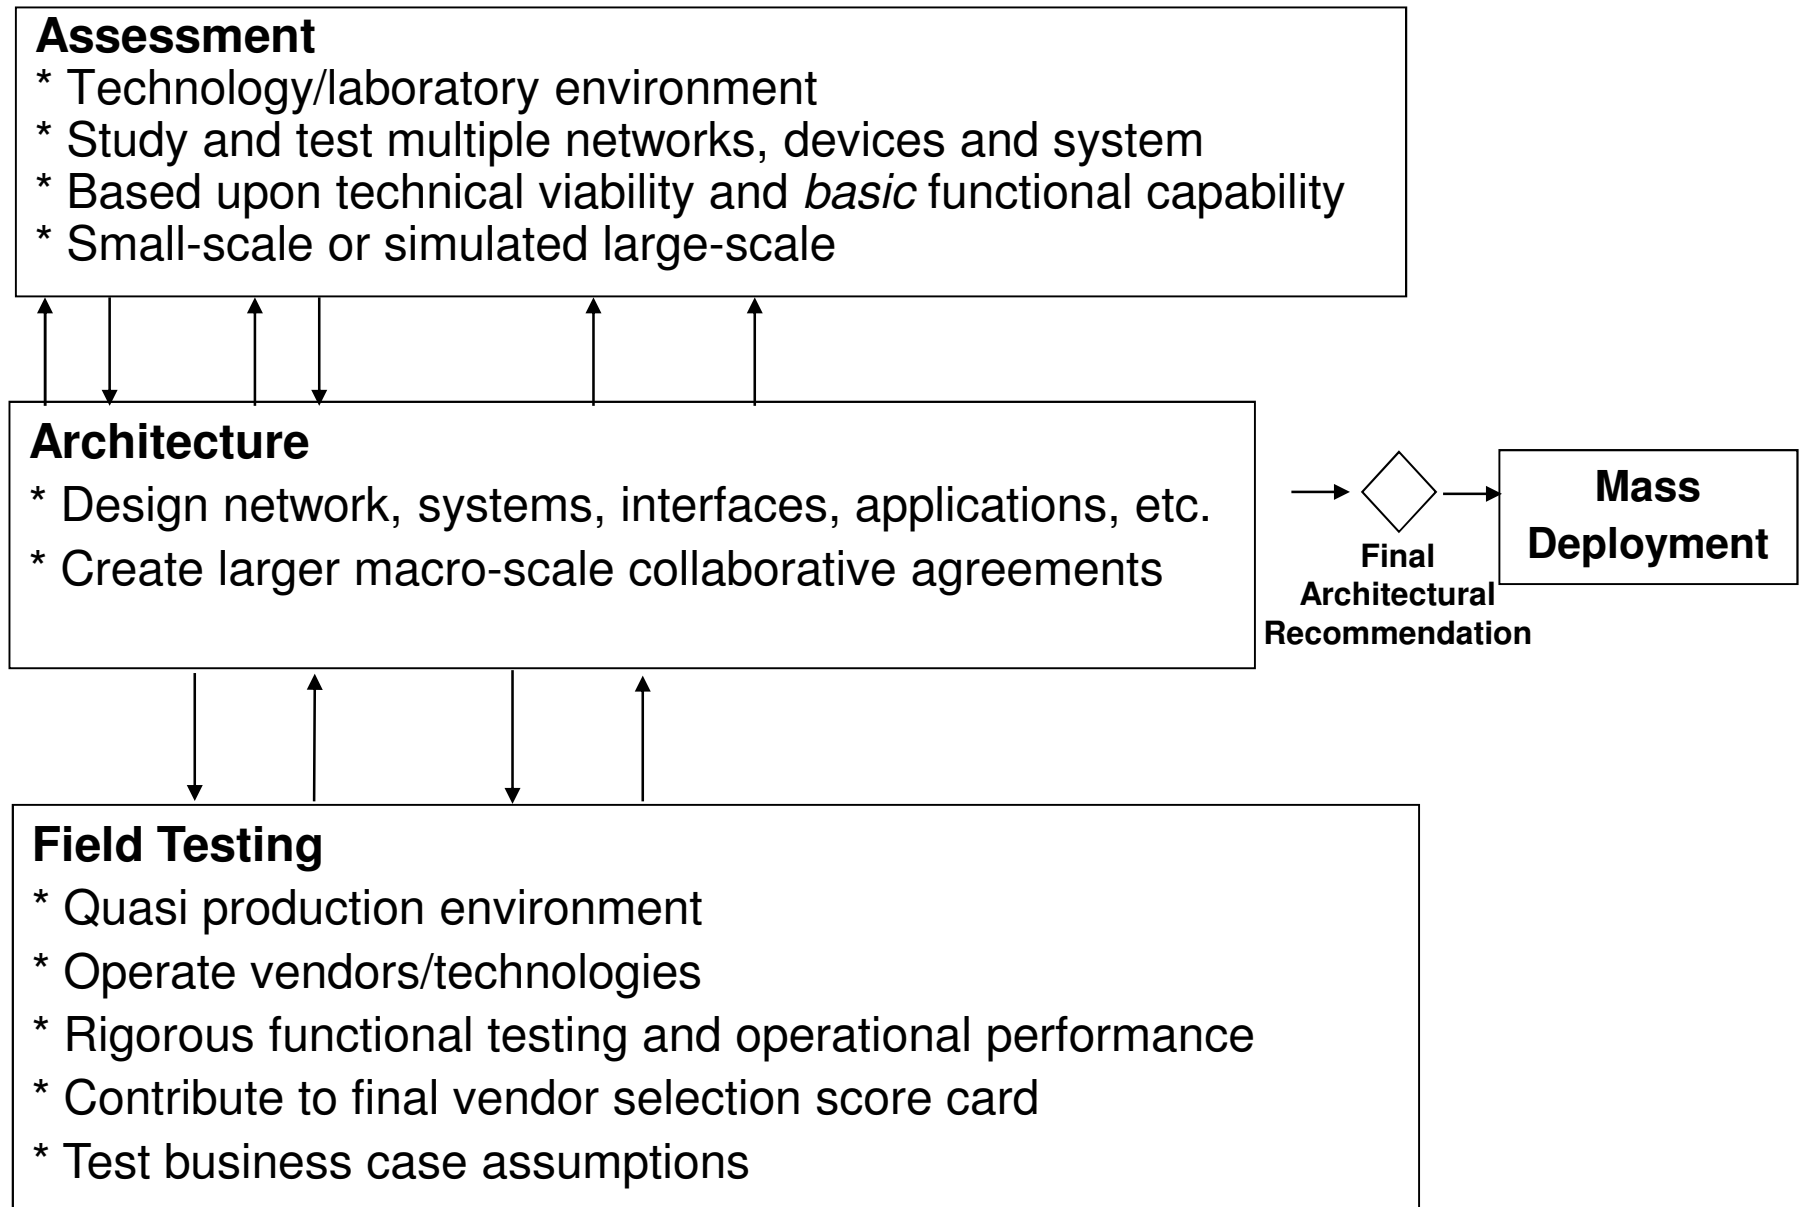 Assessment
* Technology/laboratory environment
* Study and test multiple networks, devices and system
* Based upon technical viability and basic functional capability
* Small-scale or simulated large-scale
Architecture
* Design network, systems, interfaces, applications, etc.
* Create larger macro-scale collaborative agreements
Final
Architectural
Recommendation
Mass
Deployment
Field Testing
* Quasi production environment
* Operate vendors/technologies
* Rigorous functional testing and operational performance
* Contribute to final vendor selection score card
* Test business case assumptions